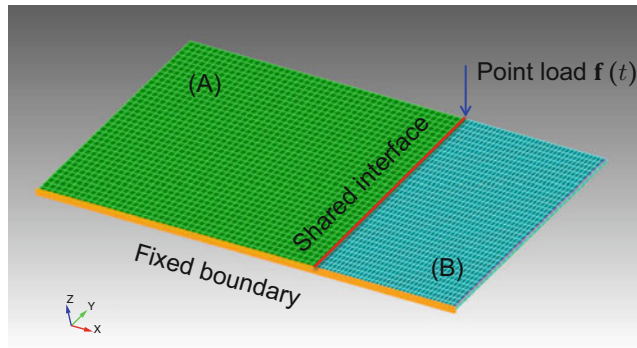 Point load f (t)
(A)
Shared interface
(B)
Fixed boundary
Z
Y
X